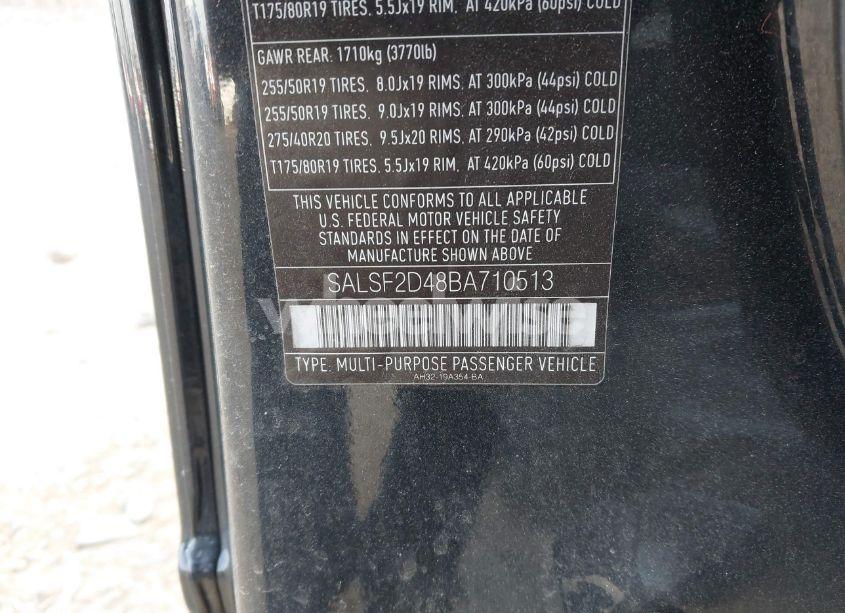 T175/80R19 TIRES, 5.5Jx19 RIM, AT 420kPa (60psi) COLD
GAWR REAR: 1710kg (3770lb)
255/50R19 TIRES, 8.0Jx19 RIMS, AT 300kPa (44psi) COLD
255/50R19 TIRES, 9.0Jx19 RIMS, AT 300kPa (44psi) COLD
275/40R20 TIRES, 9.5Jx20 RIMS, AT 290kPa (42psi) COLD
T175/80R19 TIRES, 5.5Jx19 RIM, AT 420kPa (60psi) COLD
THIS VEHICLE CONFORMS TO ALL APPLICABLE
U.S. FEDERAL MOTOR VEHICLE SAFETY
STANDARDS IN EFFECT ON THE DATE OF
MANUFACTURE SHOWN ABOVE
SALSF2D48BA710513
wheelwise
TYPE: MULTI-PURPOSE PASSENGER VEHICLE
AH32-19A354-BA